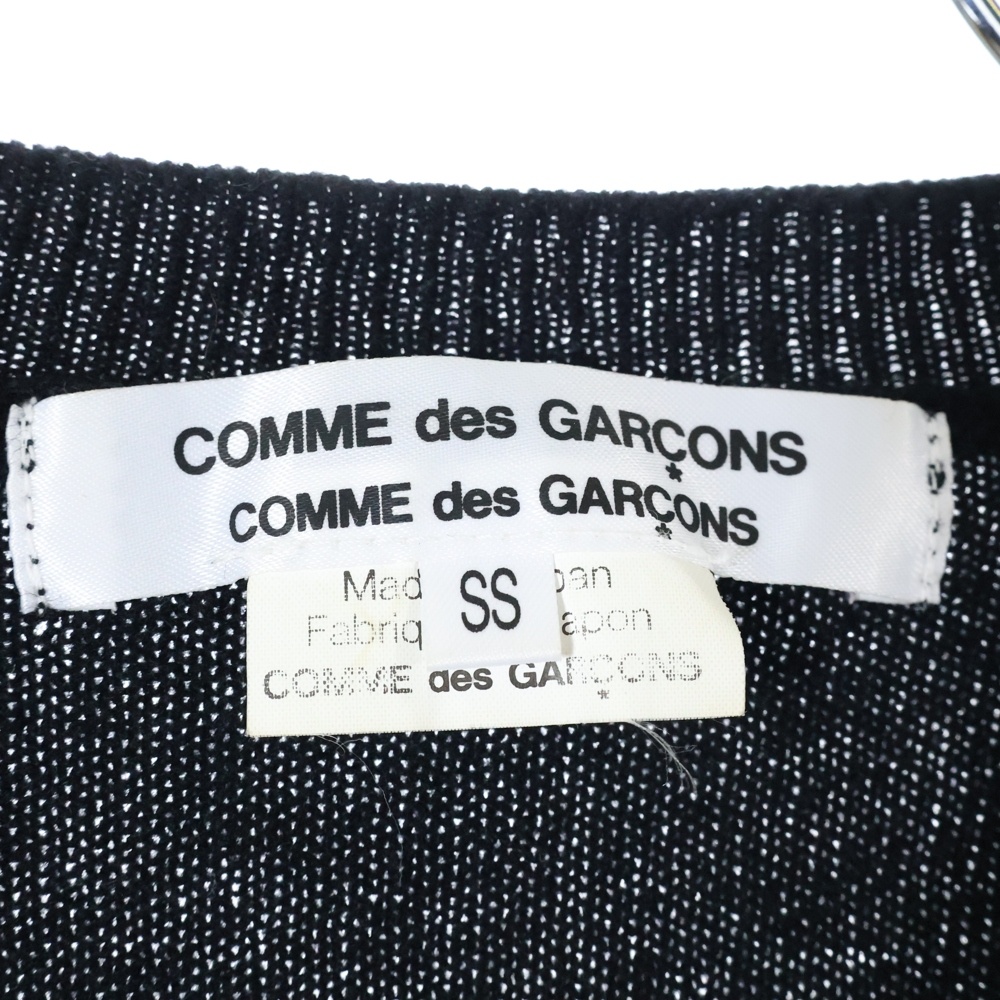 COMME des GARÇONS
COMME des GARÇONS
SS
Mad pan
Fabriq apon
COMME des GARÇONS